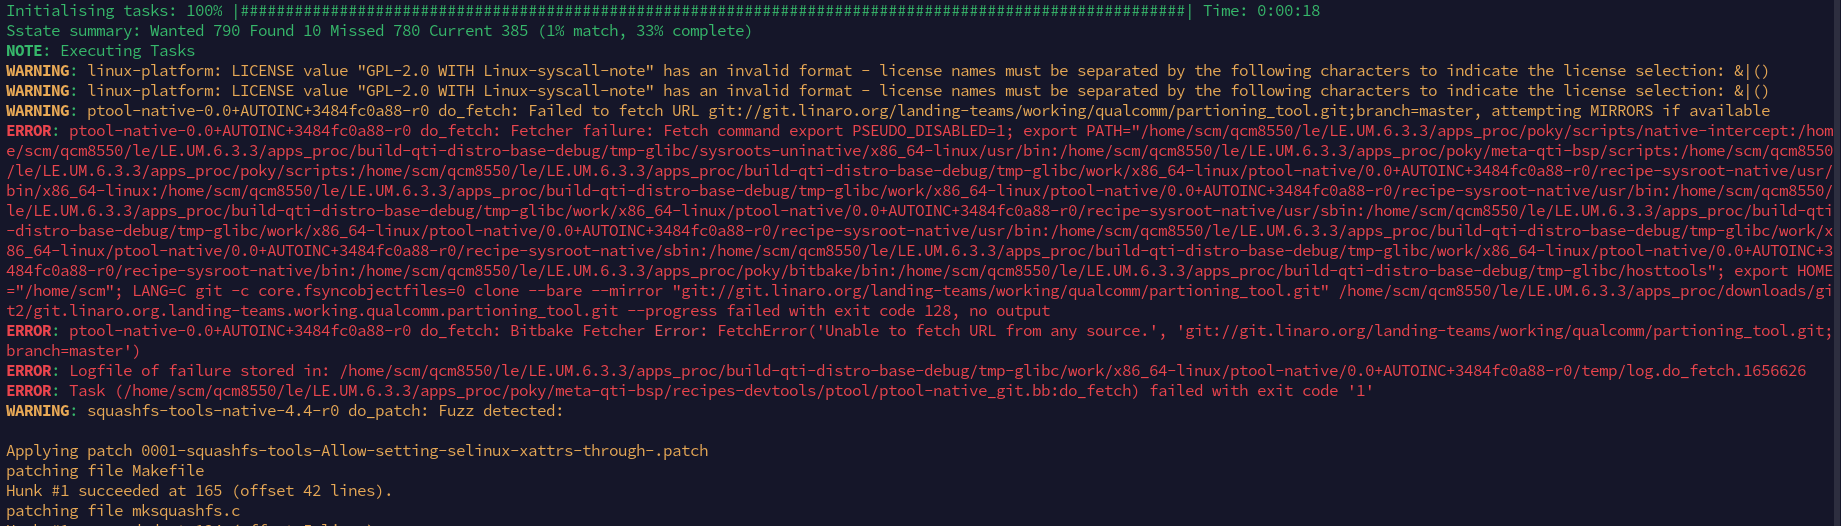 Initialising tasks: 100% |#########################################################################################################| Time: 0:00:18
Sstate summary: Wanted 790 Found 10 Missed 780 Current 385 (1% match, 33% complete)
NOTE: Executing Tasks
WARNING: linux-platform: LICENSE value "GPL-2.0 WITH Linux-syscall-note" has an invalid format - license names must be separated by the following characters to indicate the license selection: &|()
WARNING: linux-platform: LICENSE value "GPL-2.0 WITH Linux-syscall-note" has an invalid format - license names must be separated by the following characters to indicate the license selection: &|()
WARNING: ptool-native-0.0+AUTOINC+3484fc0a88-r0 do_fetch: Failed to fetch URL git://git.linaro.org/landing-teams/working/qualcomm/partioning_tool.git;branch=master, attempting MIRRORS if available
ERROR: ptool-native-0.0+AUTOINC+3484fc0a88-r0 do_fetch: Fetcher failure: Fetch command export PSEUDO_DISABLED=1; export PATH="/home/scm/qcm8550/le/LE.UM.6.3.3/apps_proc/poky/scripts/native-intercept:/hom
e/scm/qcm8550/le/LE.UM.6.3.3/apps_proc/build-qti-distro-base-debug/tmp-glibc/sysroots-uninative/x86_64-linux/usr/bin:/home/scm/qcm8550/le/LE.UM.6.3.3/apps_proc/poky/meta-qti-bsp/scripts:/home/scm/qcm8550
/le/LE.UM.6.3.3/apps_proc/poky/scripts:/home/scm/qcm8550/le/LE.UM.6.3.3/apps_proc/build-qti-distro-base-debug/tmp-glibc/work/x86_64-linux/ptool-native/0.0+AUTOINC+3484fc0a88-r0/recipe-sysroot-native/usr/
bin/x86_64-linux:/home/scm/qcm8550/le/LE.UM.6.3.3/apps_proc/build-qti-distro-base-debug/tmp-glibc/work/x86_64-linux/ptool-native/0.0+AUTOINC+3484fc0a88-r0/recipe-sysroot-native/usr/bin:/home/scm/qcm8550/
le/LE.UM.6.3.3/apps_proc/build-qti-distro-base-debug/tmp-glibc/work/x86_64-linux/ptool-native/0.0+AUTOINC+3484fc0a88-r0/recipe-sysroot-native/usr/sbin:/home/scm/qcm8550/le/LE.UM.6.3.3/apps_proc/build-qti
-distro-base-debug/tmp-glibc/work/x86_64-linux/ptool-native/0.0+AUTOINC+3484fc0a88-r0/recipe-sysroot-native/usr/bin:/home/scm/qcm8550/le/LE.UM.6.3.3/apps_proc/build-qti-distro-base-debug/tmp-glibc/work/x
86_64-linux/ptool-native/0.0+AUTOINC+3484fc0a88-r0/recipe-sysroot-native/sbin:/home/scm/qcm8550/le/LE.UM.6.3.3/apps_proc/build-qti-distro-base-debug/tmp-glibc/work/x86_64-linux/ptool-native/0.0+AUTOINC+3
484fc0a88-r0/recipe-sysroot-native/bin:/home/scm/qcm8550/le/LE.UM.6.3.3/apps_proc/poky/bitbake/bin:/home/scm/qcm8550/le/LE.UM.6.3.3/apps_proc/build-qti-distro-base-debug/tmp-glibc/hosttools"; export HOME
="/home/scm"; LANG=C git -c core.fsyncobjectfiles=0 clone --bare --mirror "git://git.linaro.org/landing-teams/working/qualcomm/partioning_tool.git" /home/scm/qcm8550/le/LE.UM.6.3.3/apps_proc/downloads/gi
t2/git.linaro.org.landing-teams.working.qualcomm.partioning_tool.git --progress failed with exit code 128, no output
ERROR: ptool-native-0.0+AUTOINC+3484fc0a88-r0 do_fetch: Bitbake Fetcher Error: FetchError('Unable to fetch URL from any source.', 'git://git.linaro.org/landing-teams/working/qualcomm/partioning_tool.git;
branch=master')
ERROR: Logfile of failure stored in: /home/scm/qcm8550/le/LE.UM.6.3.3/apps_proc/build-qti-distro-base-debug/tmp-glibc/work/x86_64-linux/ptool-native/0.0+AUTOINC+3484fc0a88-r0/temp/log.do_fetch.1656626
ERROR: Task (/home/scm/qcm8550/le/LE.UM.6.3.3/apps_proc/poky/meta-qti-bsp/recipes-devtools/ptool/ptool-native_git.bb:do_fetch) failed with exit code '1'
WARNING: squashfs-tools-native-4.4-r0 do_patch: Fuzz detected:
Applying patch 0001-squashfs-tools-Allow-setting-selinux-xattrs-through-.patch
patching file Makefile
Hunk #1 succeeded at 165 (offset 42 lines).
patching file mksquashfs.c